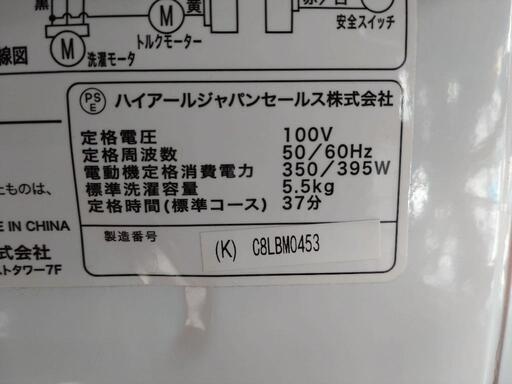 黒
黄
M
M
トルクモーター
安全スイッチ
線図
洗濯モータ
PS
E
ハイアールジャパンセールス株式会社
定格電圧 100V
定格周波数 50/60Hz
電動機定格消費電力 350/395W
標準洗濯容量 5.5kg
定格時間(標準コース) 37分
製造番号 (K) C8LBM0453
たものは、
E IN CHINA
式会社
ストタワー7F